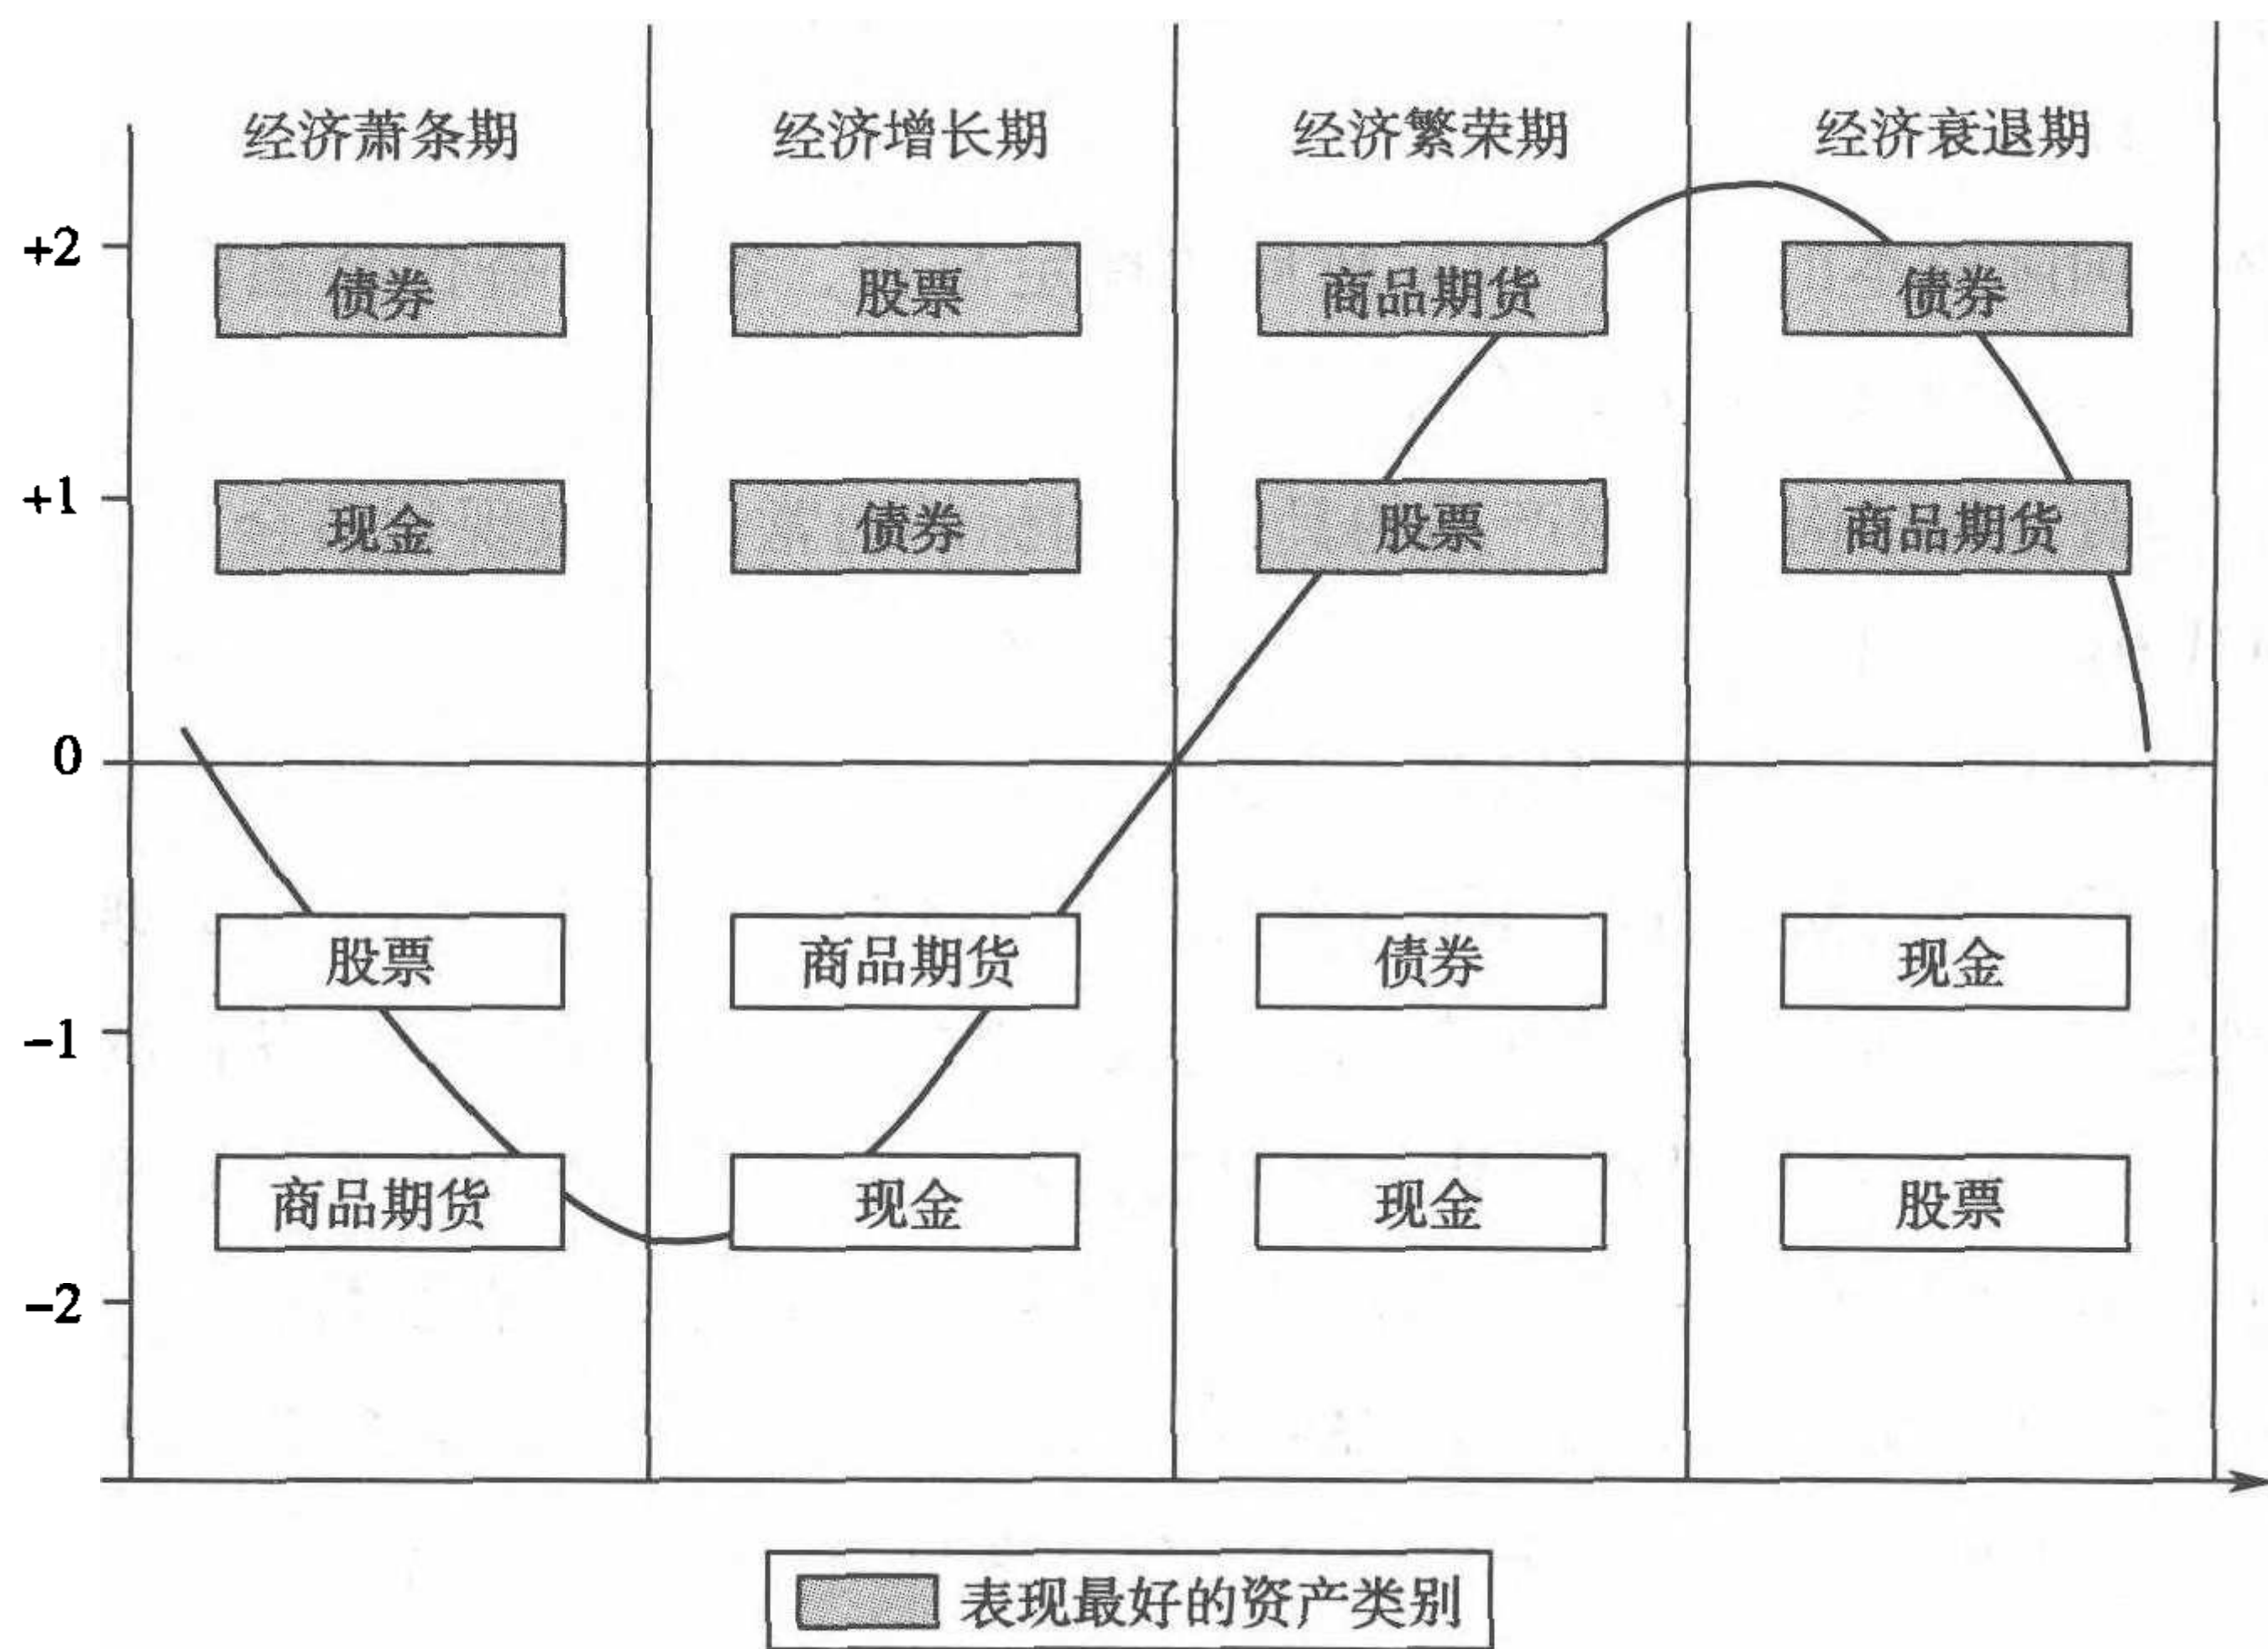 经济萧条期 经济增长期 经济繁荣期 经济衰退期
+2 债券 股票 商品期货 债券
+1 现金 债券 股票 商品期货
0
股票 商品期货 债券 现金
-1
商品期货 现金 现金 股票
-2
表现最好的资产类别